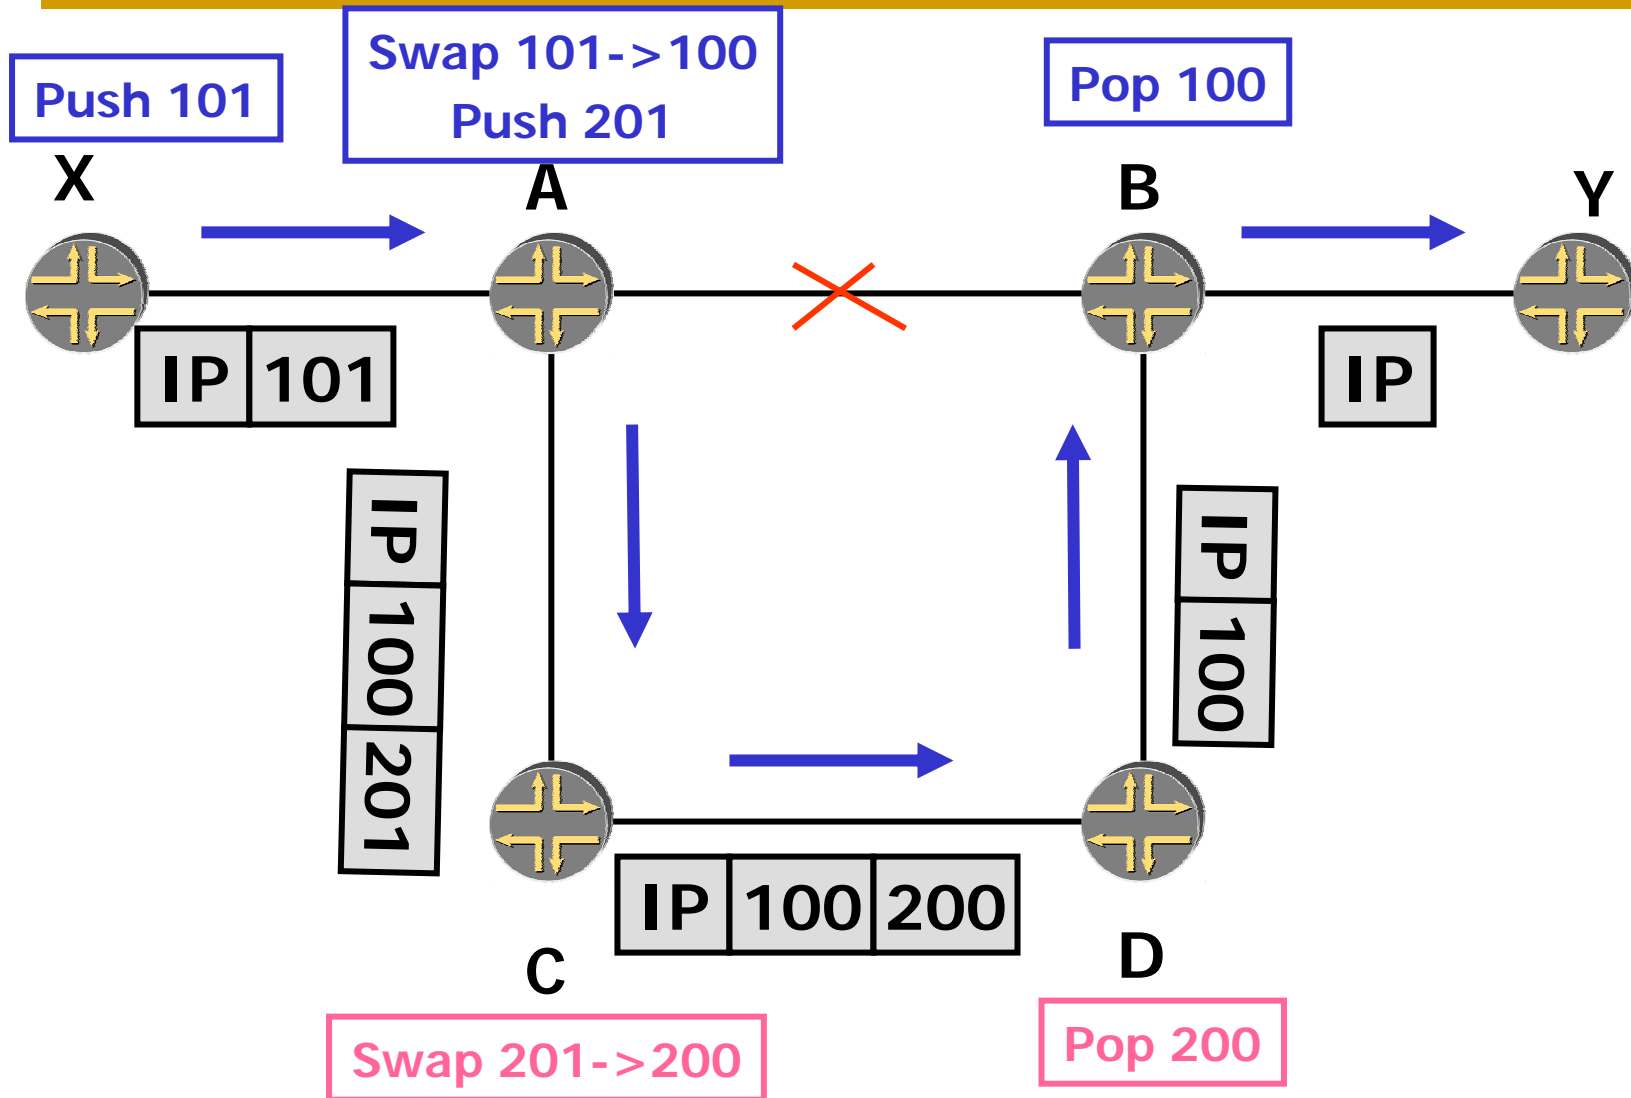 Swap 101->100
Push 201
Push 101
Pop 100
X
A
B
Y
IP 101
IP
IP 100 201
IP 100
IP 100 200
C
D
Swap 201->200
Pop 200